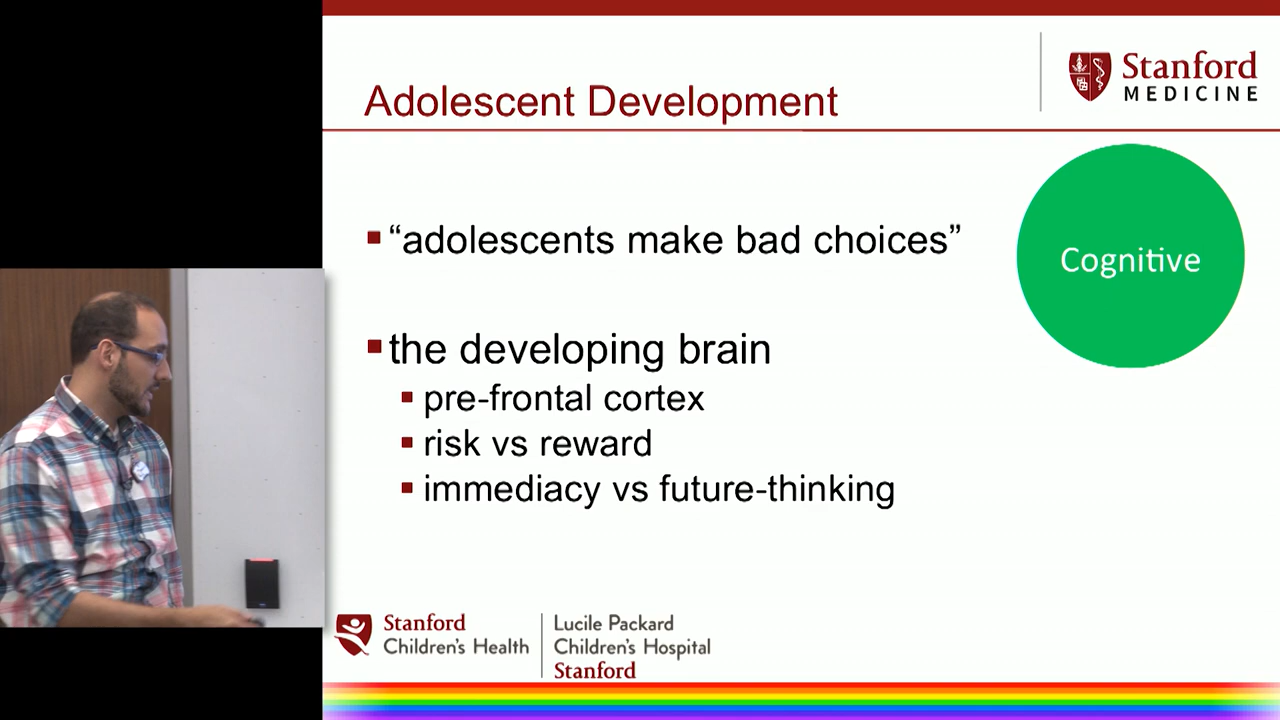 Adolescent Development
Stanford
MEDICINE
“adolescents make bad choices”
Cognitive
the developing brain
pre-frontal cortex
risk vs reward
immediacy vs future-thinking
Stanford
Children's Health
Lucile Packard
Children's Hospital
Stanford